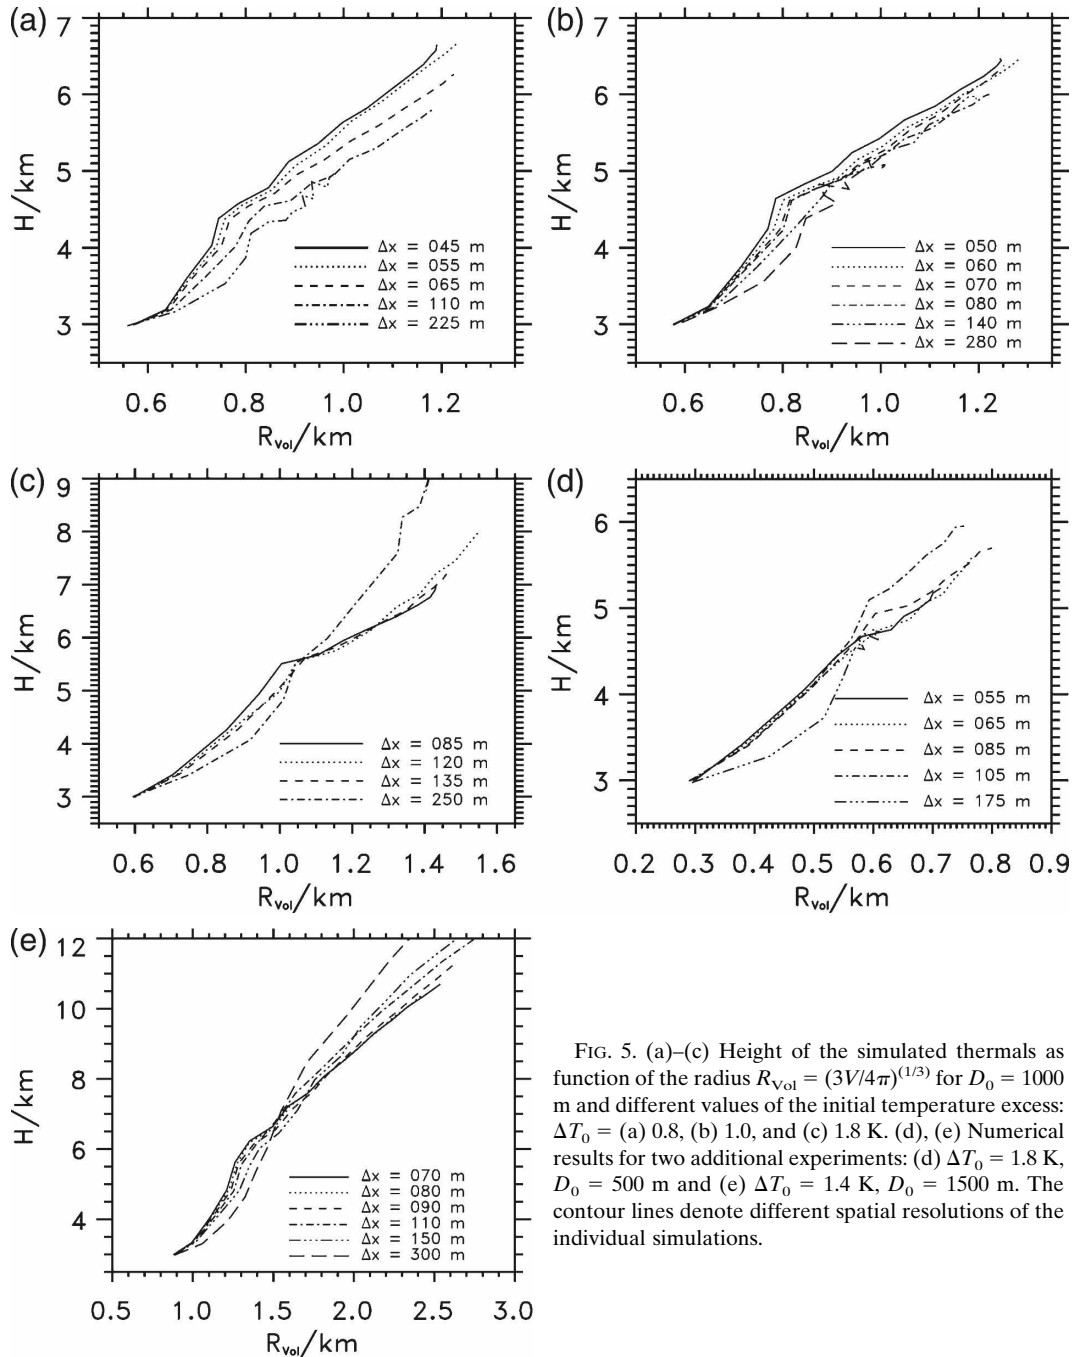 (a)
7
6
5
4
3
H/km
0.6 0.8 1.0 1.2
R_Vol/km
Δx = 045 m
Δx = 055 m
Δx = 065 m
Δx = 110 m
Δx = 225 m
(b)
7
6
5
4
3
H/km
0.6 0.8 1.0 1.2
R_Vol/km
Δx = 050 m
Δx = 060 m
Δx = 070 m
Δx = 080 m
Δx = 140 m
Δx = 280 m
(c)
9
8
7
6
5
4
3
H/km
0.6 0.8 1.0 1.2 1.4 1.6
R_Vol/km
Δx = 085 m
Δx = 120 m
Δx = 135 m
Δx = 250 m
(d)
6
5
4
3
H/km
0.2 0.3 0.4 0.5 0.6 0.7 0.8 0.9
R_Vol/km
Δx = 055 m
Δx = 065 m
Δx = 085 m
Δx = 105 m
Δx = 175 m
(e)
12
10
8
6
4
H/km
0.5 1.0 1.5 2.0 2.5 3.0
R_Vol/km
Δx = 070 m
Δx = 080 m
Δx = 090 m
Δx = 110 m
Δx = 150 m
Δx = 300 m
FIG. 5. (a)–(c) Height of the simulated thermals as
function of the radius R_Vol = (3V/4π)^(1/3) for D_0 = 1000
m and different values of the initial temperature excess:
ΔT_0 = (a) 0.8, (b) 1.0, and (c) 1.8 K. (d), (e) Numerical
results for two additional experiments: (d) ΔT_0 = 1.8 K,
D_0 = 500 m and (e) ΔT_0 = 1.4 K, D_0 = 1500 m. The
contour lines denote different spatial resolutions of the
individual simulations.